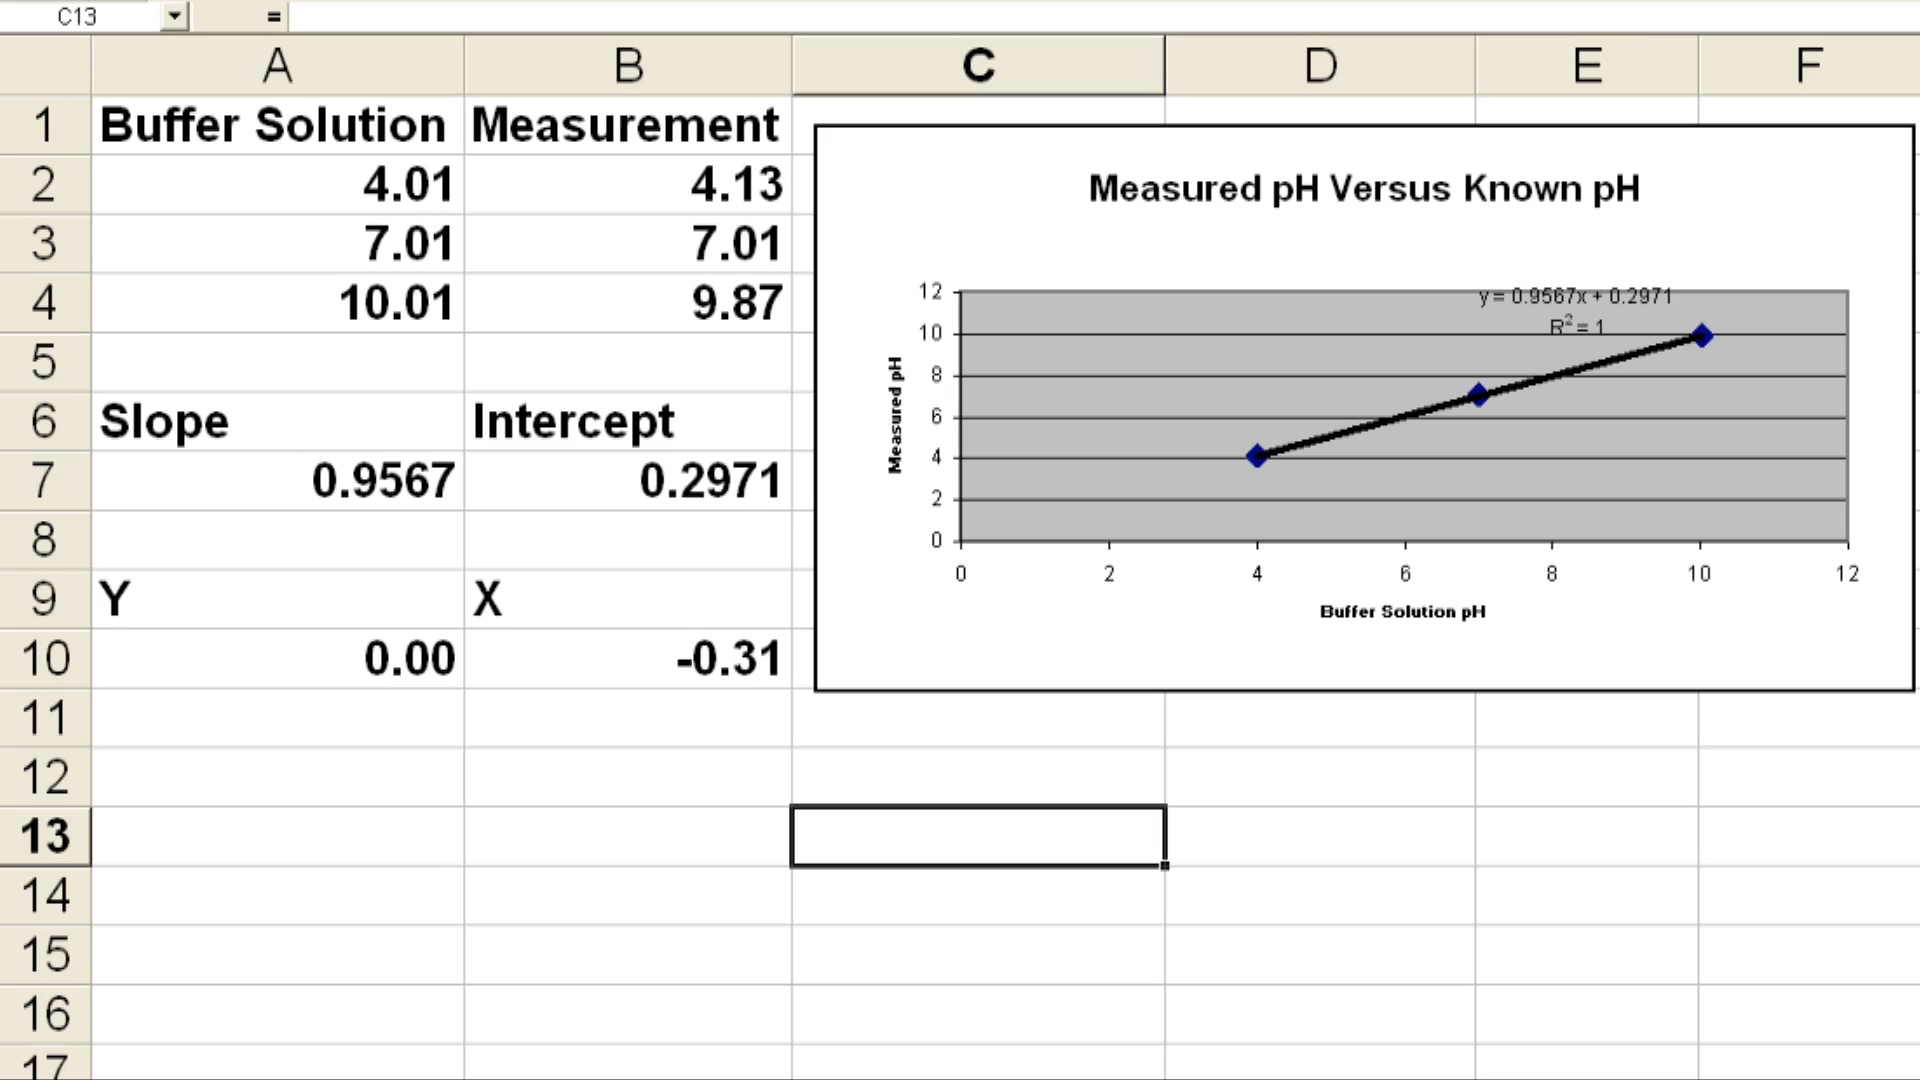 C13 =
A B C D E F
1 Buffer Solution Measurement
2 4.01 4.13
3 7.01 7.01
4 10.01 9.87
5
6 Slope Intercept
7 0.9567 0.2971
8
9 Y X
10 0.00 -0.31
11
12
13
14
15
16
17
Measured pH Versus Known pH
y = 0.9567x + 0.2971
R² = 1
12
10
8
6
4
2
0
Measured pH
0 2 4 6 8 10 12
Buffer Solution pH